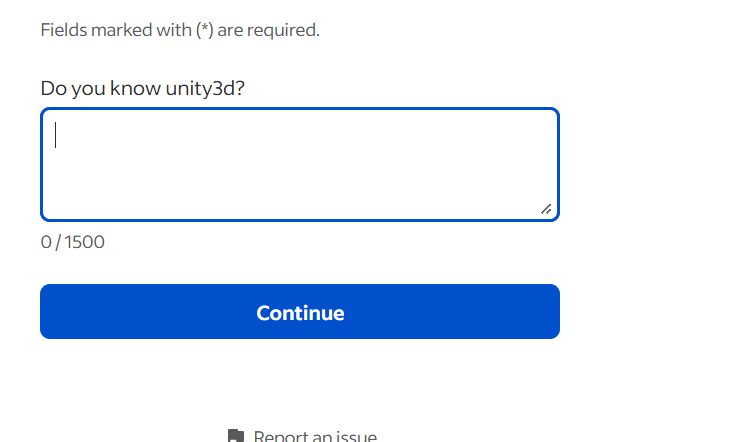 Fields marked with (*) are required.
Do you know unity3d?
0 / 1500
Continue
Report an issue